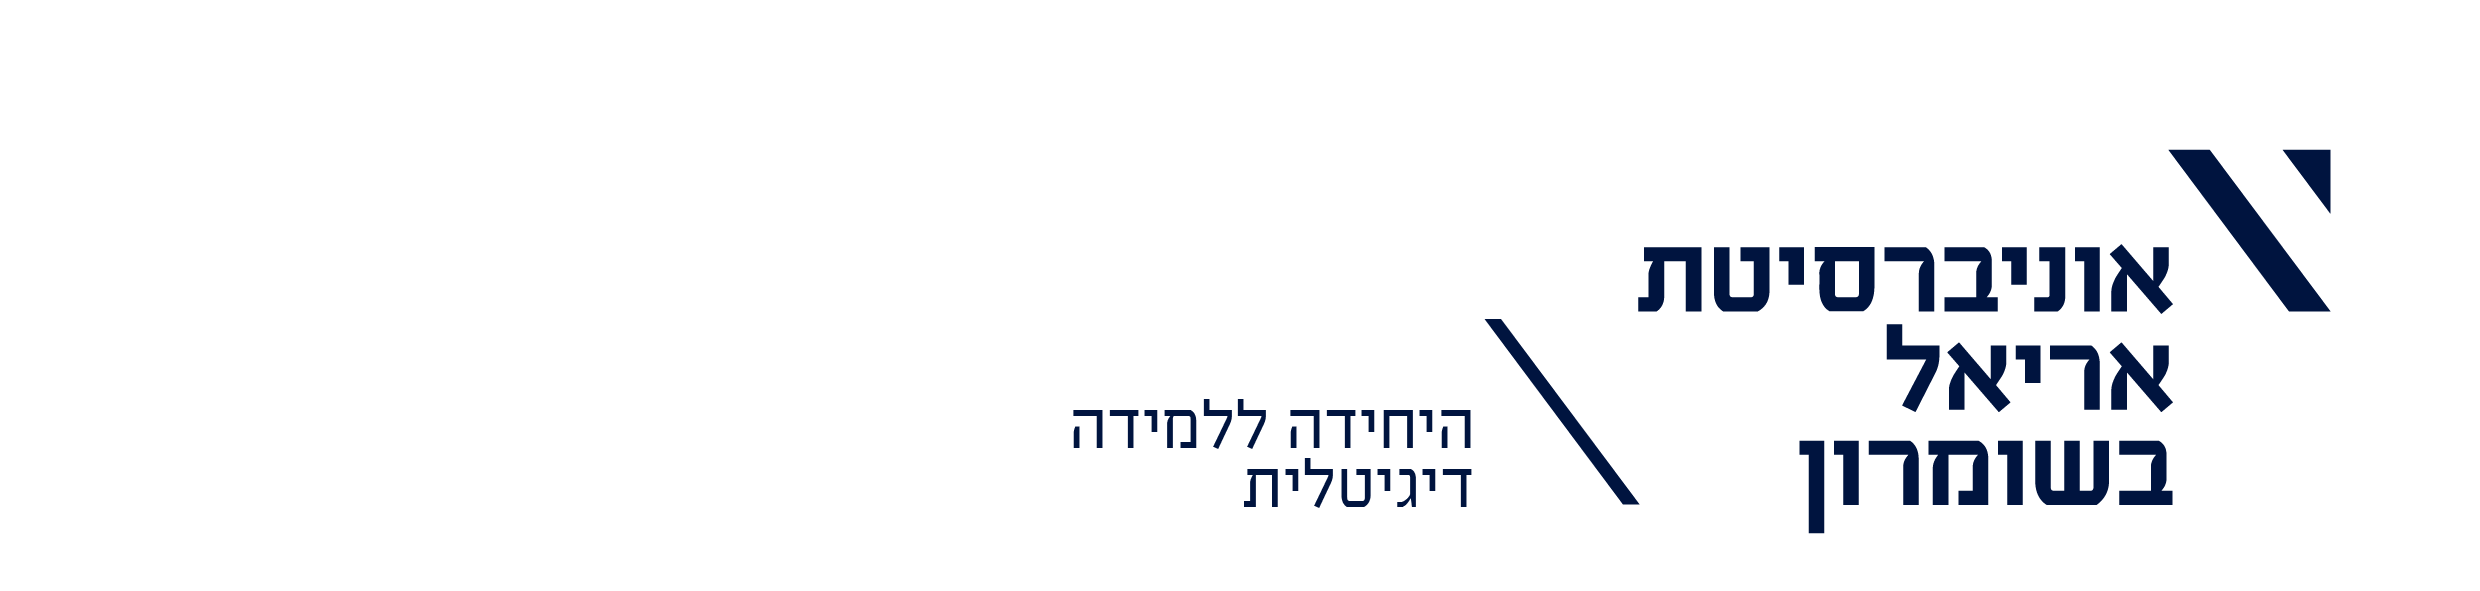 אוניברסיטת
אריאל
בשומרון
היחידה ללמידה
דיגיטלית